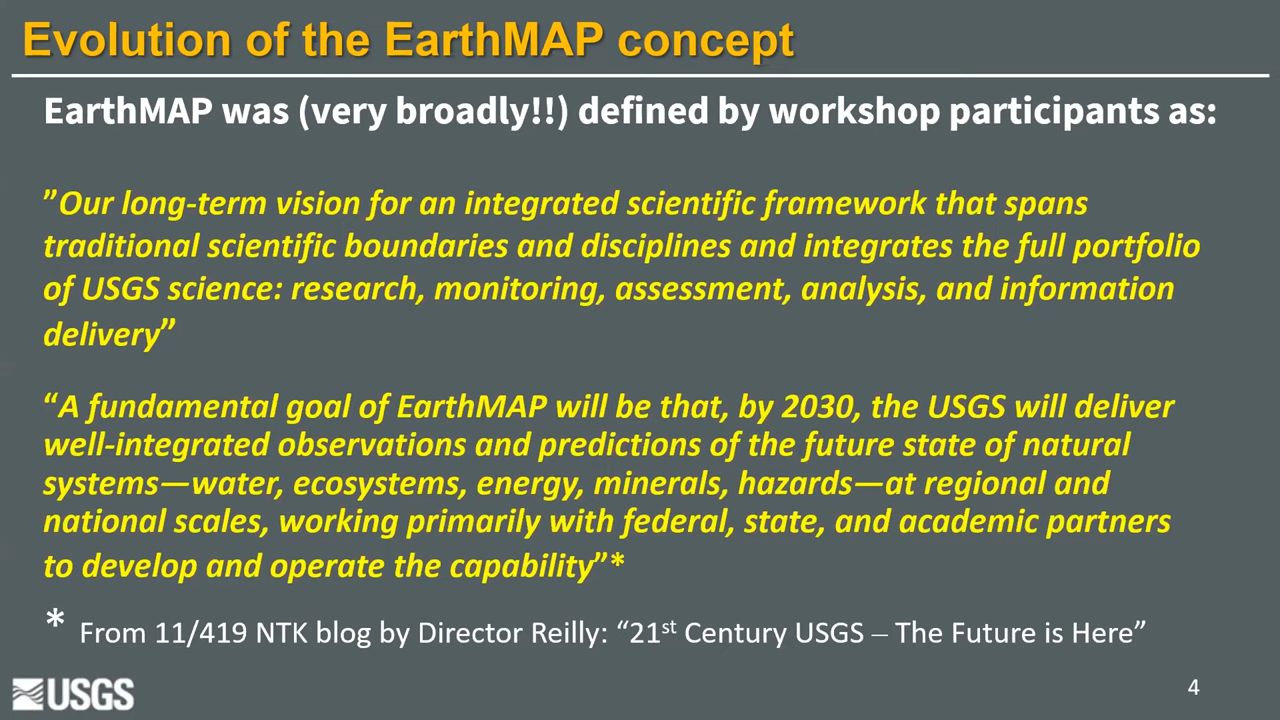 Evolution of the EarthMAP concept
EarthMAP was (very broadly!!) defined by workshop participants as:
”Our long-term vision for an integrated scientific framework that spans
traditional scientific boundaries and disciplines and integrates the full portfolio
of USGS science: research, monitoring, assessment, analysis, and information
delivery”
“A fundamental goal of EarthMAP will be that, by 2030, the USGS will deliver
well-integrated observations and predictions of the future state of natural
systems—water, ecosystems, energy, minerals, hazards—at regional and
national scales, working primarily with federal, state, and academic partners
to develop and operate the capability”*
* From 11/419 NTK blog by Director Reilly: “21st Century USGS – The Future is Here”
USGS
4